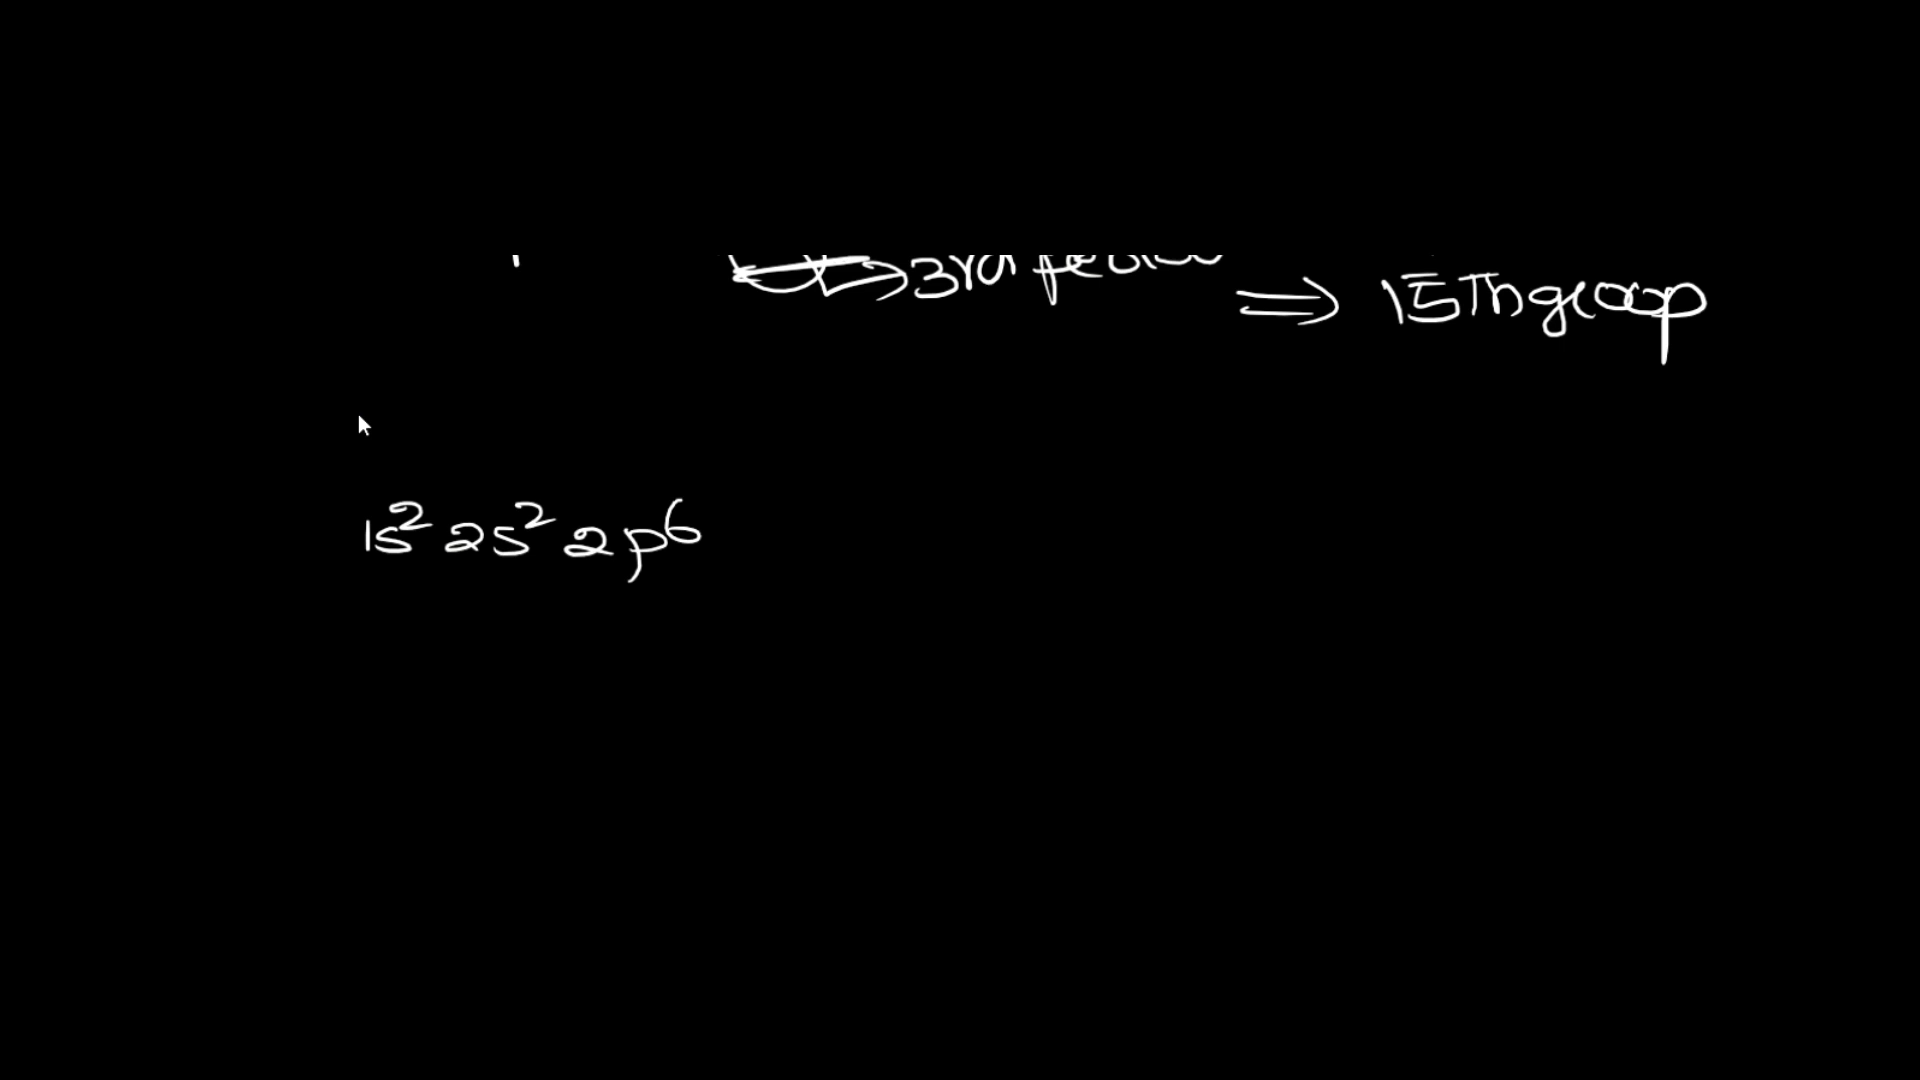 3rd period ⇒ 15Th group
1s² 2s² 2p⁶